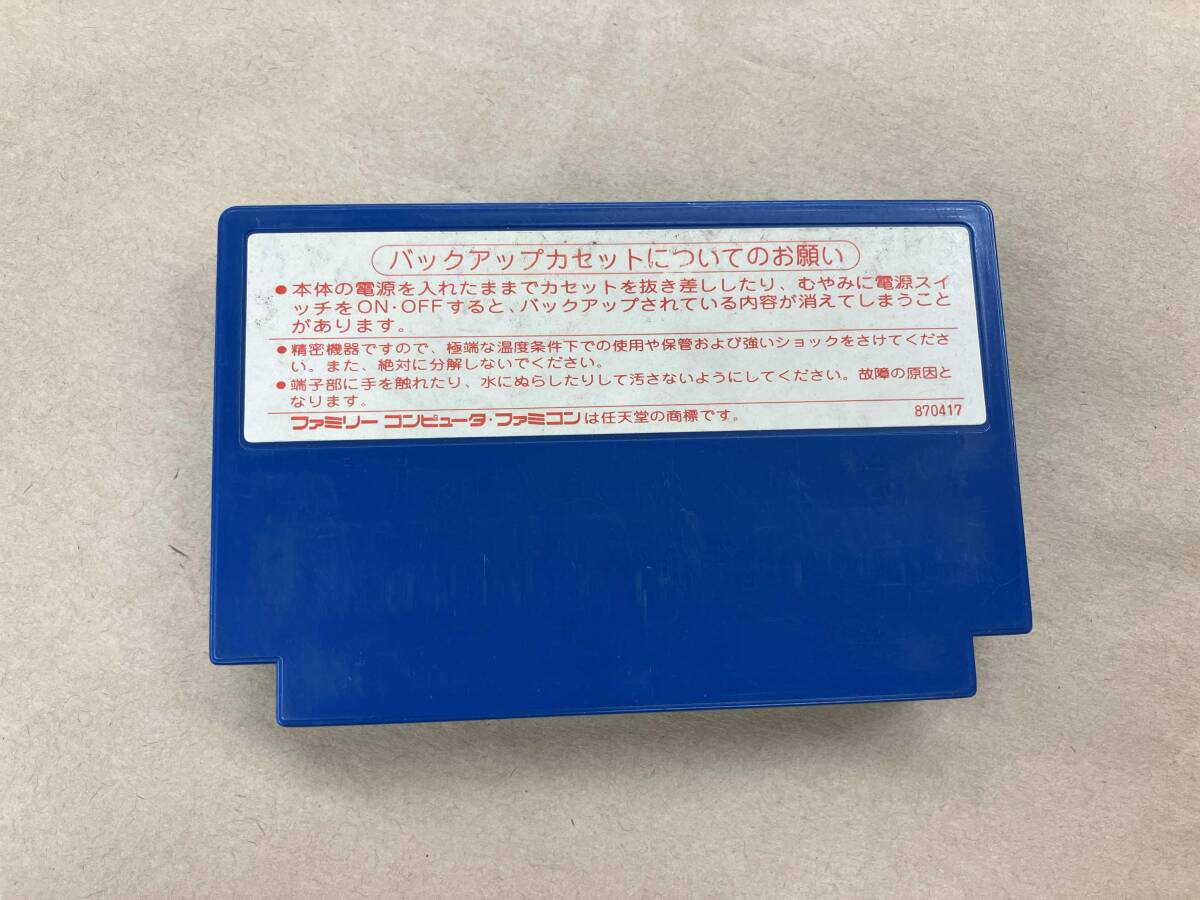 バックアップカセットについてのお願い
●本体の電源を入れたままでカセットを抜き差ししたり、むやみに電源スイ
ッチをON・OFFすると、バックアップされている内容が消えてしまうこと
があります。
●精密機器ですので、極端な温度条件下での使用や保管および強いショックをさけてくださ
い。また、絶対に分解しないでください。
●端子部に手を触れたり、水にぬらしたりして汚さないようにしてください。故障の原因と
なります。
ファミリー コンピュータ・ファミコンは任天堂の商標です。 870417